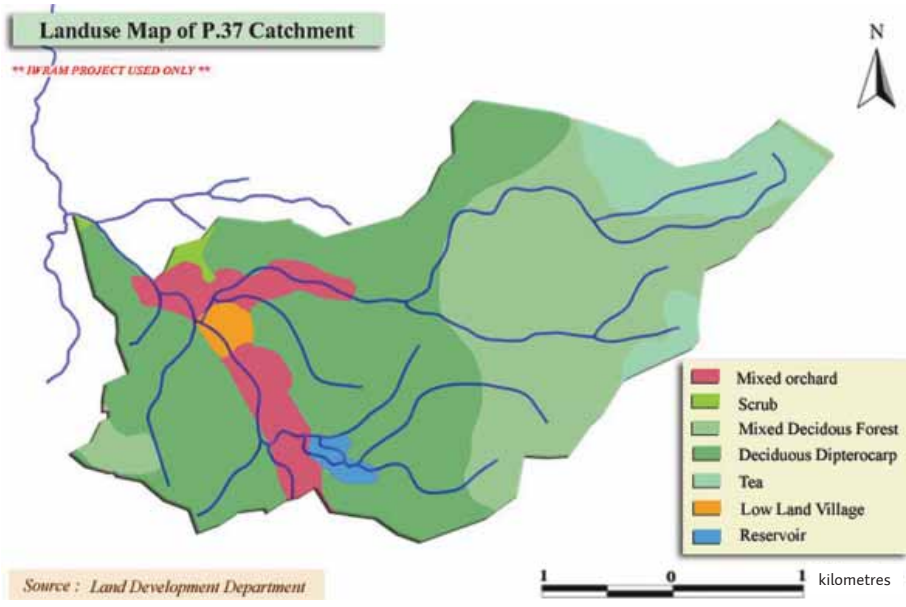 Landuse Map of P.37 Catchment
** IWRAM PROJECT USED ONLY **
N
Mixed orchard
Scrub
Mixed Decidous Forest
Deciduous Dipterocarp
Tea
Low Land Village
Reservoir
Source : Land Development Department
1 0 1 kilometres